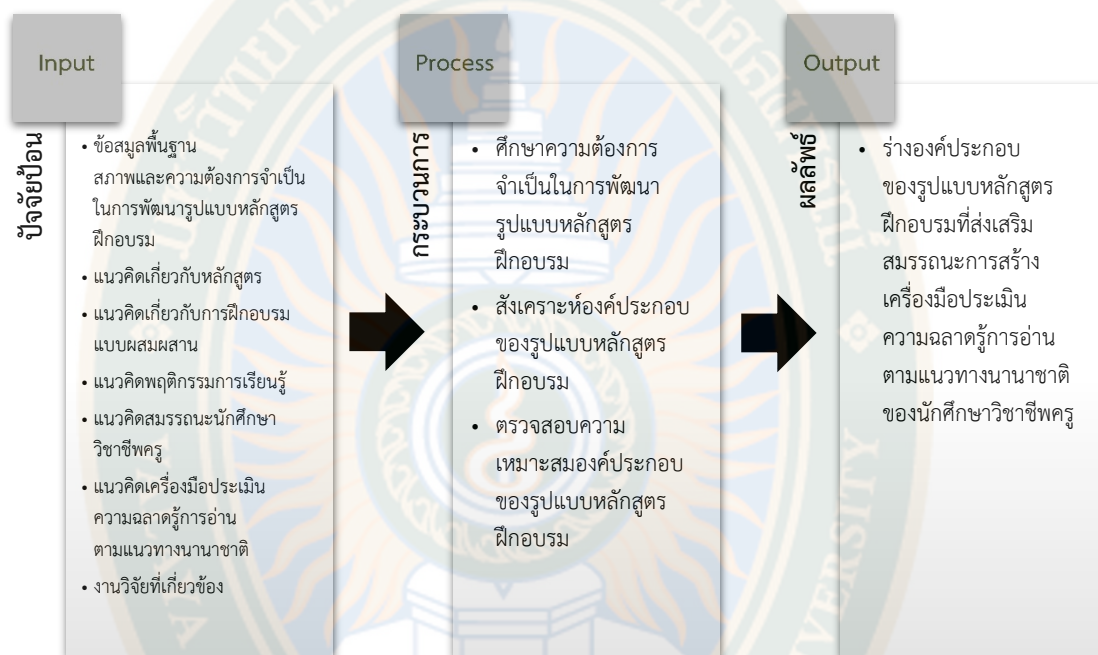 Input
ปัจจัยป้อน
• ข้อสมูลพื้นฐาน
สภาพและความต้องการจำเป็น
ในการพัฒนารูปแบบหลักสูตร
ฝึกอบรม
• แนวคิดเกี่ยวกับหลักสูตร
• แนวคิดเกี่ยวกับการฝึกอบรม
แบบผสมผสาน
• แนวคิดพฤติกรรมการเรียนรู้
• แนวคิดสมรรถนะนักศึกษา
วิชาชีพครู
• แนวคิดเครื่องมือประเมิน
ความฉลาดรู้การอ่าน
ตามแนวทางนานาชาติ
• งานวิจัยที่เกี่ยวข้อง
Process
กระบวนการ
• ศึกษาความต้องการ
จำเป็นในการพัฒนา
รูปแบบหลักสูตร
ฝึกอบรม
• สังเคราะห์องค์ประกอบ
ของรูปแบบหลักสูตร
ฝึกอบรม
• ตรวจสอบความ
เหมาะสมองค์ประกอบ
ของรูปแบบหลักสูตร
ฝึกอบรม
Output
ผลลัพธ์
• ร่างองค์ประกอบ
ของรูปแบบหลักสูตร
ฝึกอบรมที่ส่งเสริม
สมรรถนะการสร้าง
เครื่องมือประเมิน
ความฉลาดรู้การอ่าน
ตามแนวทางนานาชาติ
ของนักศึกษาวิชาชีพครู